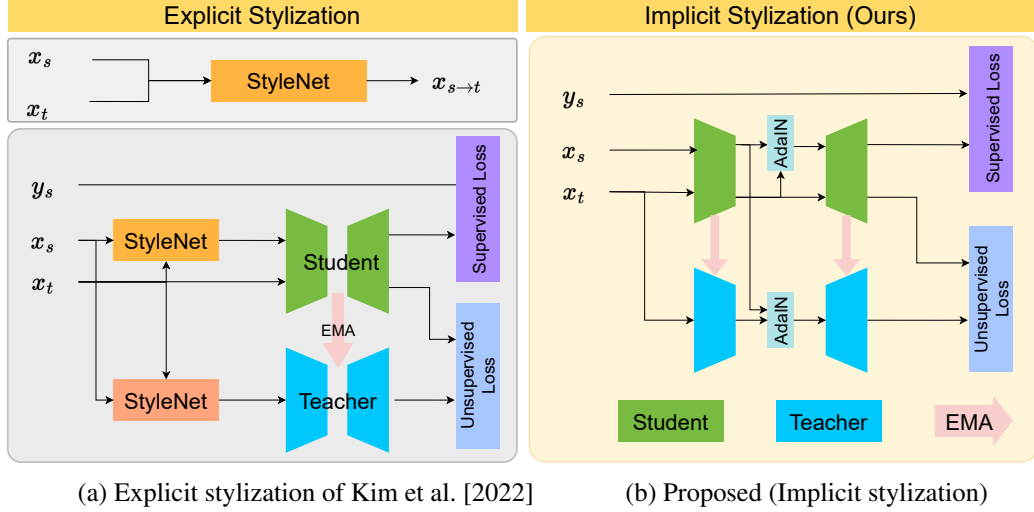 Explicit Stylization
x_s
x_t
StyleNet
x_{s→t}
y_s
x_s
x_t
StyleNet
StyleNet
Student
EMA
Teacher
Supervised Loss
Unsupervised
Loss
(a) Explicit stylization of Kim et al. [2022]
Implicit Stylization (Ours)
y_s
x_s
x_t
AdaIN
AdaIN
Supervised Loss
Unsupervised
Loss
Student
Teacher
EMA
(b) Proposed (Implicit stylization)